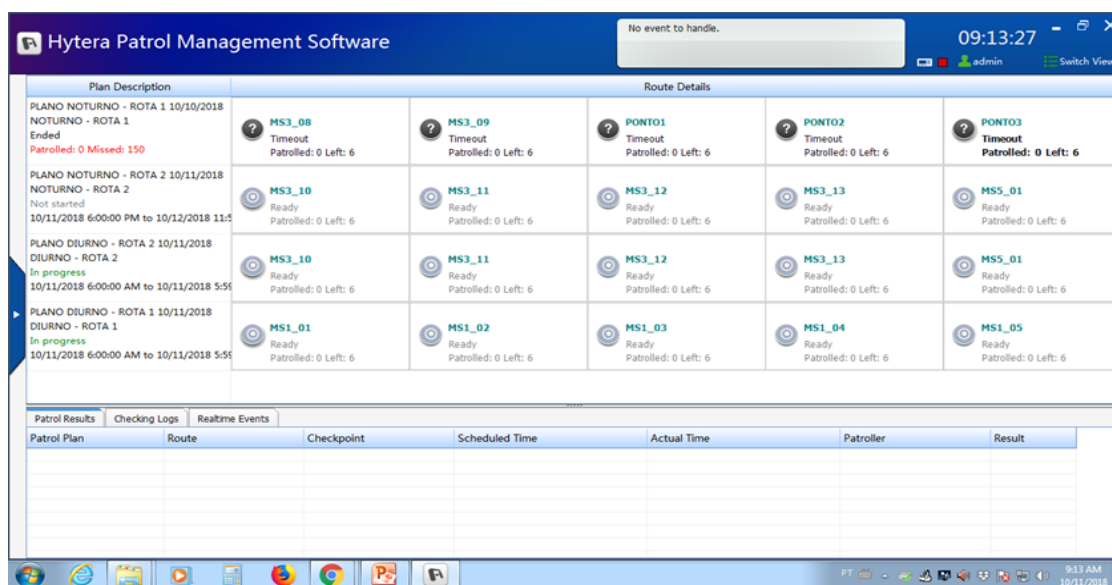 Hytera Patrol Management Software
No event to handle.
09:13:27
admin
Switch View
Plan Description
Route Details
PLANO NOTURNO - ROTA 1 10/10/2018
NOTURNO - ROTA 1
Ended
Patrolled: 0 Missed: 150
MS3_08
Timeout
Patrolled: 0 Left: 6
MS3_09
Timeout
Patrolled: 0 Left: 6
PONTO1
Timeout
Patrolled: 0 Left: 6
PONTO2
Timeout
Patrolled: 0 Left: 6
PONTO3
Timeout
Patrolled: 0 Left: 6
PLANO NOTURNO - ROTA 2 10/11/2018
NOTURNO - ROTA 2
Not started
10/11/2018 6:00:00 PM to 10/12/2018 11:5
MS3_10
Ready
Patrolled: 0 Left: 6
MS3_11
Ready
Patrolled: 0 Left: 6
MS3_12
Ready
Patrolled: 0 Left: 6
MS3_13
Ready
Patrolled: 0 Left: 6
MS5_01
Ready
Patrolled: 0 Left: 6
PLANO DIURNO - ROTA 2 10/11/2018
DIURNO - ROTA 2
In progress
10/11/2018 6:00:00 AM to 10/11/2018 5:59
MS3_10
Ready
Patrolled: 0 Left: 6
MS3_11
Ready
Patrolled: 0 Left: 6
MS3_12
Ready
Patrolled: 0 Left: 6
MS3_13
Ready
Patrolled: 0 Left: 6
MS5_01
Ready
Patrolled: 0 Left: 6
PLANO DIURNO - ROTA 1 10/11/2018
DIURNO - ROTA 1
In progress
10/11/2018 6:00:00 AM to 10/11/2018 5:59
MS1_01
Ready
Patrolled: 0 Left: 6
MS1_02
Ready
Patrolled: 0 Left: 6
MS1_03
Ready
Patrolled: 0 Left: 6
MS1_04
Ready
Patrolled: 0 Left: 6
MS1_05
Ready
Patrolled: 0 Left: 6
Patrol Results
Checking Logs
Realtime Events
Patrol Plan
Route
Checkpoint
Scheduled Time
Actual Time
Patroller
Result
PT
9:13 AM